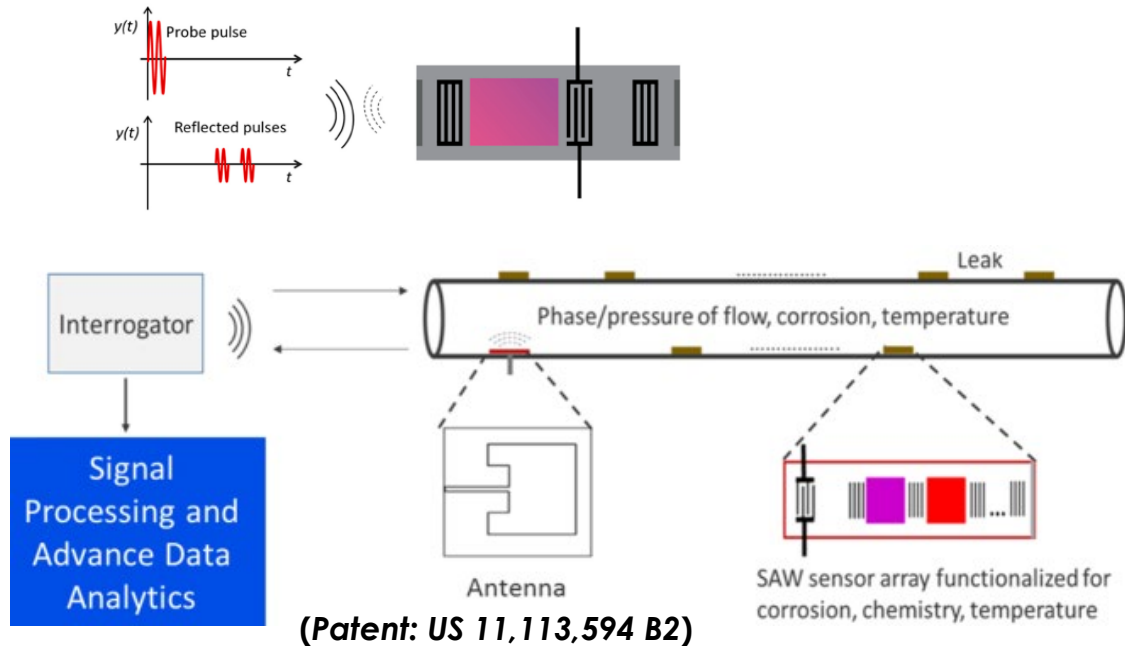 y(t)
Probe pulse
t
y(t)
Reflected pulses
t
Leak
Interrogator
Phase/pressure of flow, corrosion, temperature
Signal
Processing and
Advance Data
Analytics
Antenna
SAW sensor array functionalized for
corrosion, chemistry, temperature
(Patent: US 11,113,594 B2)